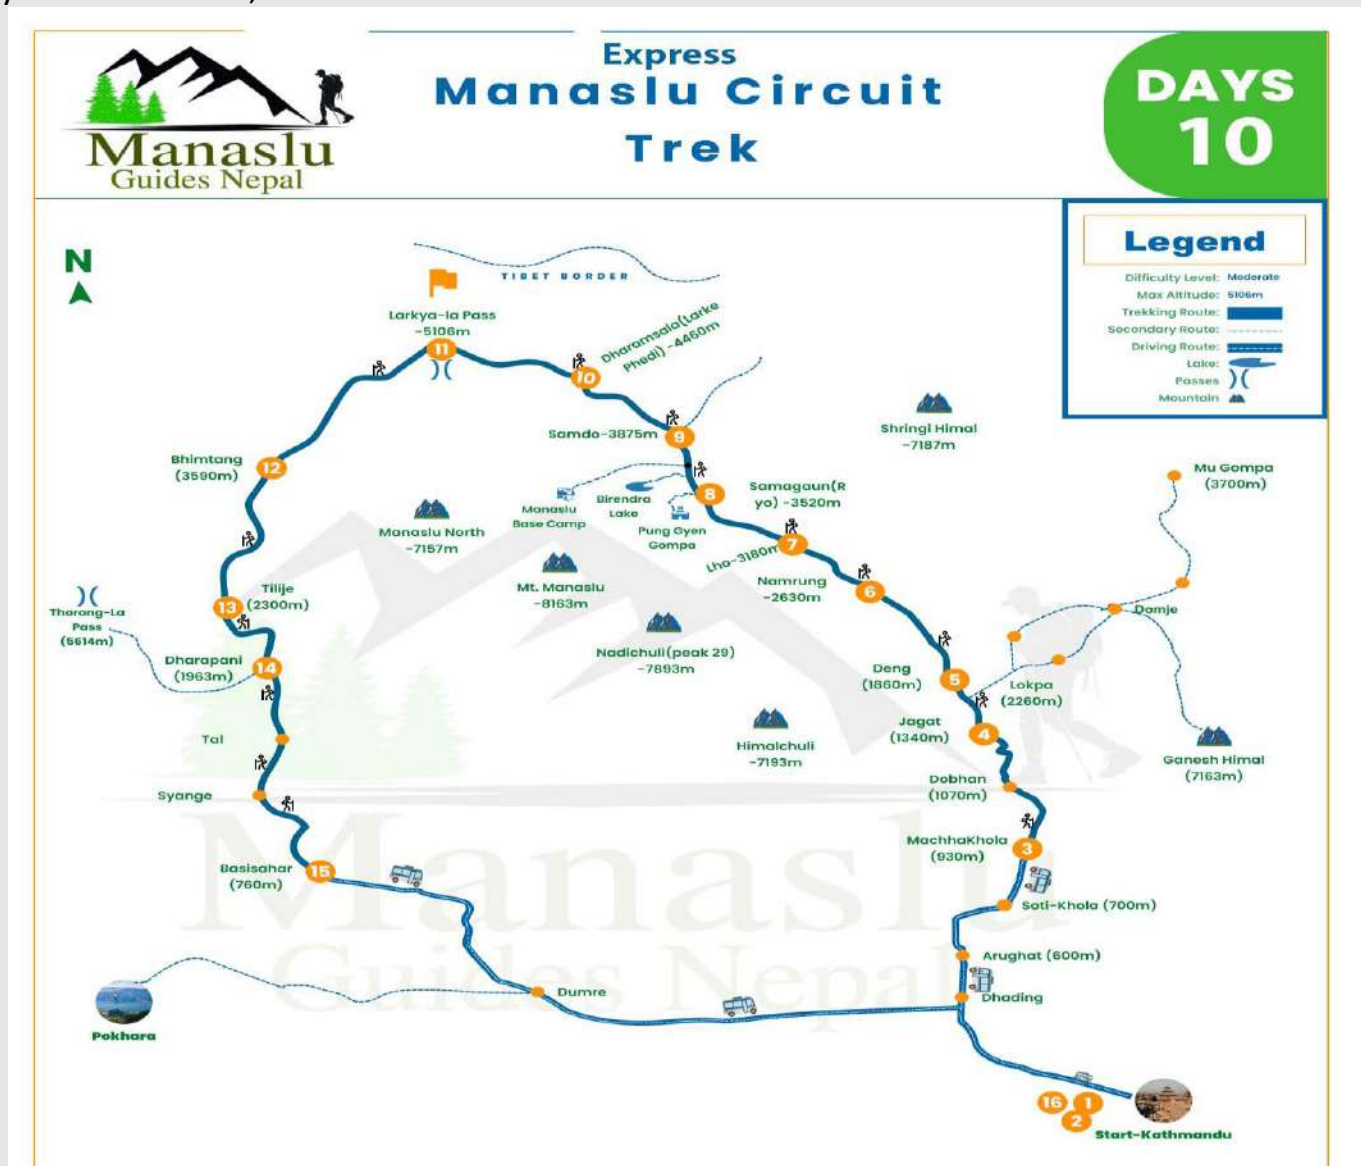 Express
Manaslu Circuit
Trek
DAYS
10
Manaslu
Guides Nepal
Legend
Difficulty Level: Moderate
Max Altitude: 5106m
Trekking Route:
Secondary Route:
Driving Route:
Lake:
Passes
Mountain
N
TIBET BORDER
Larkya-la Pass
-5106m
11
Dharamsala(Larke
Phedi) -4460m
10
Samdo-3875m
9
Shringi Himal
-7187m
Bhimtang
(3590m)
12
Mu Gompa
(3700m)
Samagaun(R
yo) -3520m
8
Birendra
Lake
Manaslu
Base Camp
Pung Gyen
Gompa
Manaslu North
-7157m
Lho-3180m
7
Mt. Manaslu
-8163m
Namrung
-2630m
6
Tilije
(2300m)
13
Thorong-La
Pass
(5614m)
Domje
Nadichuli(peak 29)
-7893m
Dharapani
(1963m)
14
Deng
(1860m)
5
Lokpa
(2260m)
Jagat
(1340m)
4
Tal
Himalchuli
-7193m
Ganesh Himal
(7163m)
Syange
Dobhan
(1070m)
MachhaKhola
(930m)
3
Basisahar
(760m)
15
Manaslu
Guides Nepal
Soti-Khola (700m)
Arughat (600m)
Dumre
Dhading
Pokhara
16
1
2
Start-Kathmandu